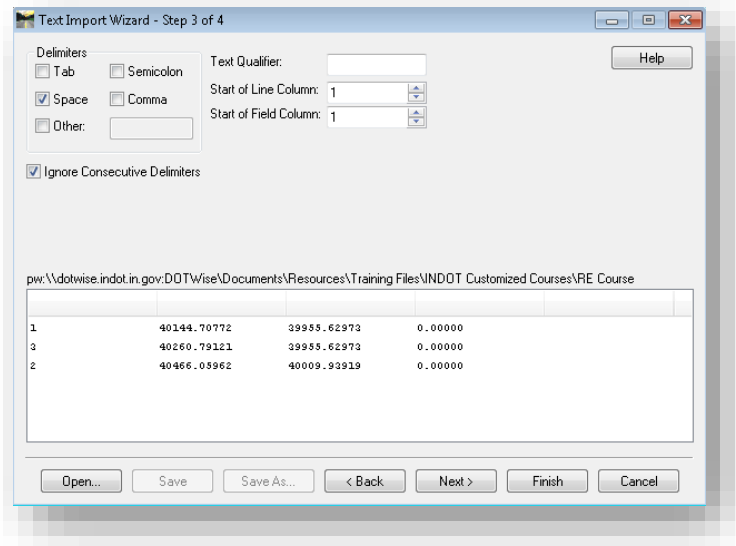 Text Import Wizard - Step 3 of 4
Delimiters
Tab
Semicolon
Space
Comma
Other:
Text Qualifier:
Start of Line Column: 1
Start of Field Column: 1
Help
Ignore Consecutive Delimiters
pw:\\dotwise.indot.in.gov:DOTWise\Documents\Resources\Training Files\INDOT Customized Courses\RE Course
1 40144.70772 39955.62973 0.00000
3 40260.79121 39955.62973 0.00000
2 40466.05962 40009.93919 0.00000
Open... Save Save As... < Back Next > Finish Cancel